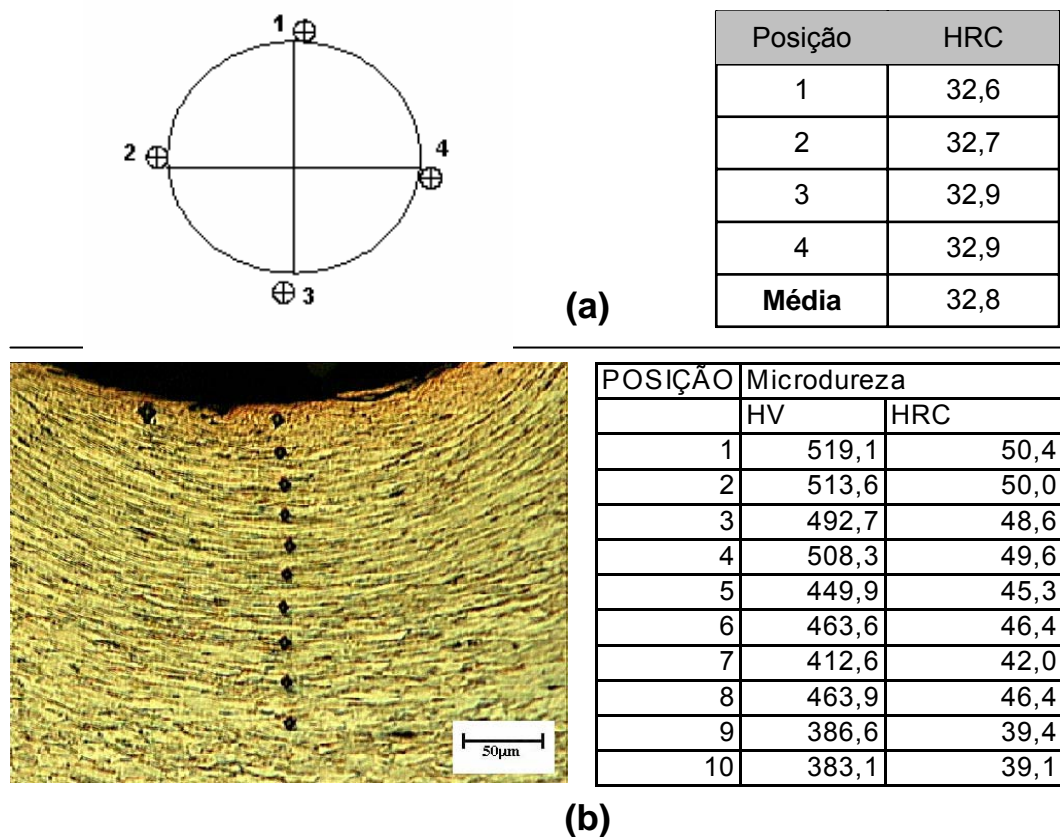 1
2
4
3
(a)
Posição HRC
1 32,6
2 32,7
3 32,9
4 32,9
Média 32,8
50µm
POSIÇÃO Microdureza
HV HRC
1 519,1 50,4
2 513,6 50,0
3 492,7 48,6
4 508,3 49,6
5 449,9 45,3
6 463,6 46,4
7 412,6 42,0
8 463,9 46,4
9 386,6 39,4
10 383,1 39,1
(b)